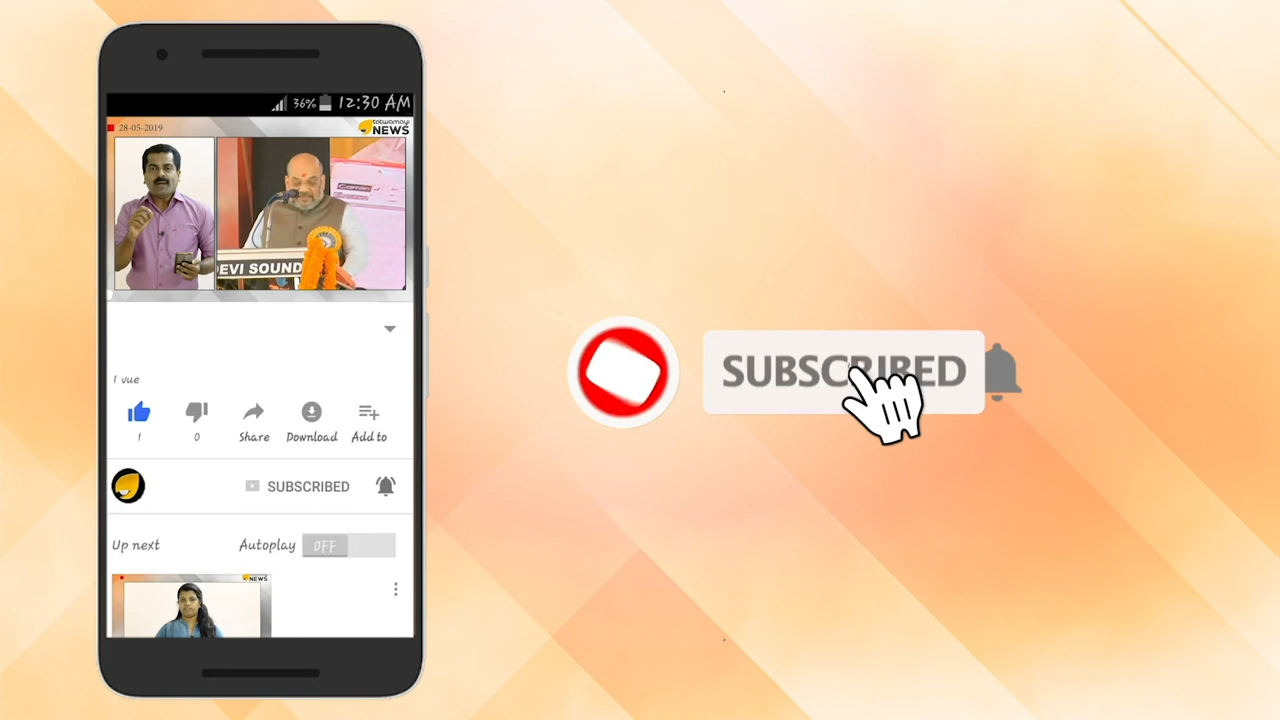 36% 12:30 AM
28-05-2019
tatwamayi
NEWS
DEVI SOUND
1 vue
1 0 Share Download Add to
SUBSCRIBED
Up next Autoplay OFF
NEWS
SUBSCRIBED